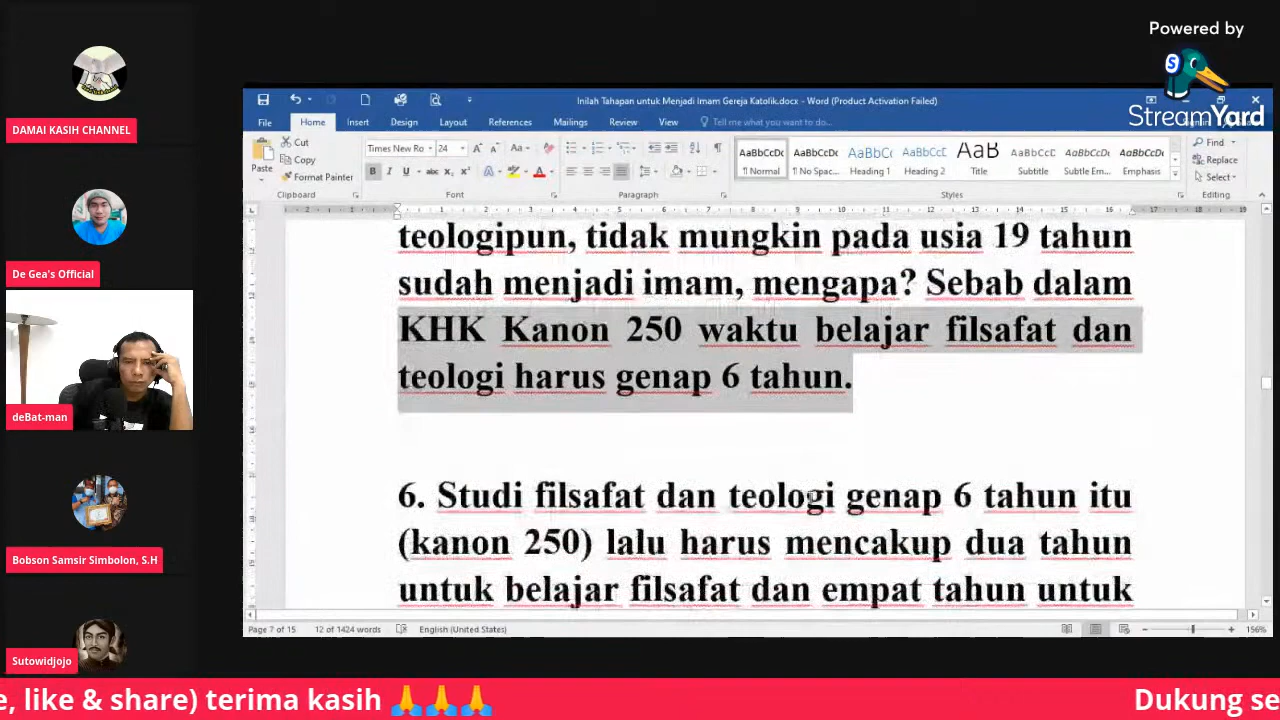 Powered by
StreamYard
DAMAI KASIH CHANNEL
De Gea's Official
deBat-man
Bobson Samsir Simbolon, S.H
Sutowidjojo
Inilah Tahapan untuk Menjadi Imam Gereja Katolik.docx - Word (Product Activation Failed)
File Home Insert Design Layout References Mailings Review View Tell me what you want to do...
Paste
Cut
Copy
Format Painter
Clipboard
Times New Ro 24
Font
Paragraph
AaBbCcDc AaBbCcDc AaBbCc AaBbCcC AaB AaBbCcC AaBbCcDc AaBbCcDc
¶ Normal ¶ No Spac... Heading 1 Heading 2 Title Subtitle Subtle Em... Emphasis
Styles
Find
Replace
Select
Editing
teologipun, tidak mungkin pada usia 19 tahun
sudah menjadi imam, mengapa? Sebab dalam
KHK Kanon 250 waktu belajar filsafat dan
teologi harus genap 6 tahun.
6. Studi filsafat dan teologi genap 6 tahun itu
(kanon 250) lalu harus mencakup dua tahun
untuk belajar filsafat dan empat tahun untuk
Page 7 of 15 12 of 1424 words English (United States) 156%
e, like & share) terima kasih 🙏🙏🙏 Dukung se